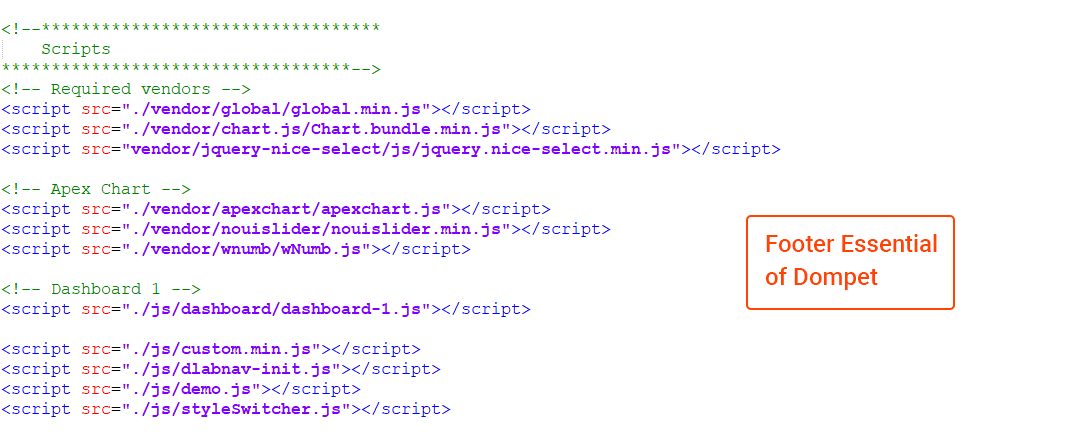 <!--**********************************
Scripts
***********************************-->
<!-- Required vendors -->
<script src="./vendor/global/global.min.js"></script>
<script src="./vendor/chart.js/Chart.bundle.min.js"></script>
<script src="vendor/jquery-nice-select/js/jquery.nice-select.min.js"></script>
<!-- Apex Chart -->
<script src="./vendor/apexchart/apexchart.js"></script>
<script src="./vendor/nouislider/nouislider.min.js"></script>
<script src="./vendor/wnumb/wNumb.js"></script>
<!-- Dashboard 1 -->
<script src="./js/dashboard/dashboard-1.js"></script>
<script src="./js/custom.min.js"></script>
<script src="./js/dlabnav-init.js"></script>
<script src="./js/demo.js"></script>
<script src="./js/styleSwitcher.js"></script>
Footer Essential
of Dompet